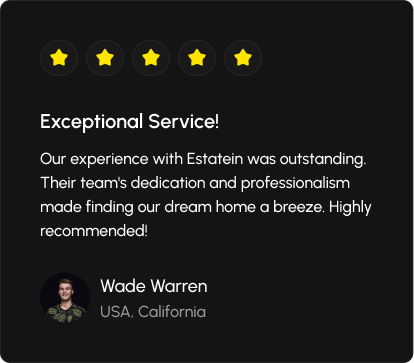 Exceptional Service!
Our experience with Estatein was outstanding.
Their team's dedication and professionalism
made finding our dream home a breeze. Highly
recommended!
Wade Warren
USA, California